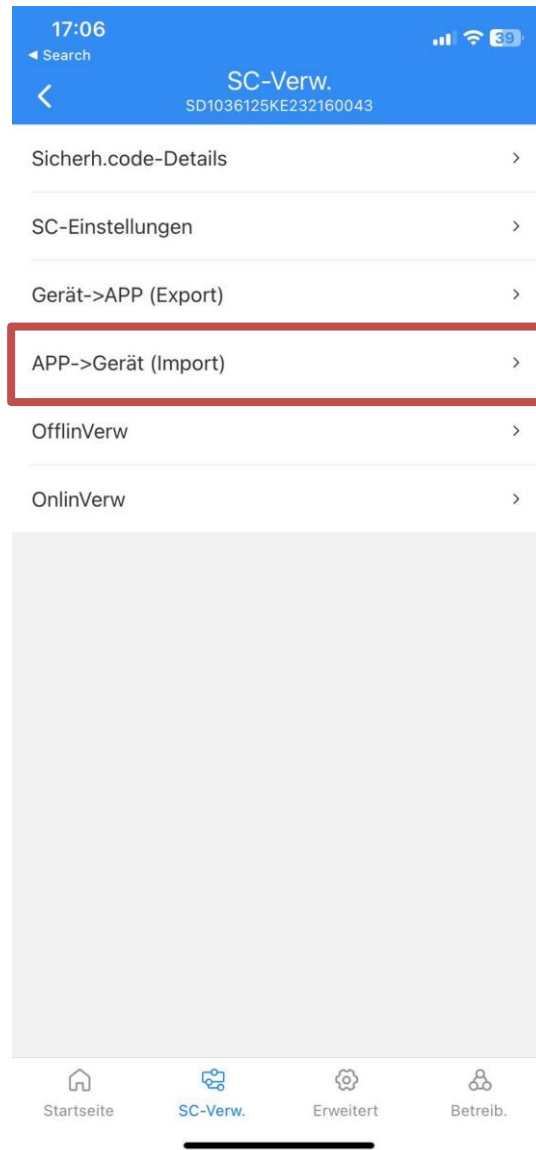 17:06
39
◄ Search
SC-Verw.
SD1036125KE232160043
Sicherh.code-Details
SC-Einstellungen
Gerät->APP (Export)
APP->Gerät (Import)
OfflinVerw
OnlinVerw
Startseite SC-Verw. Erweitert Betreib.